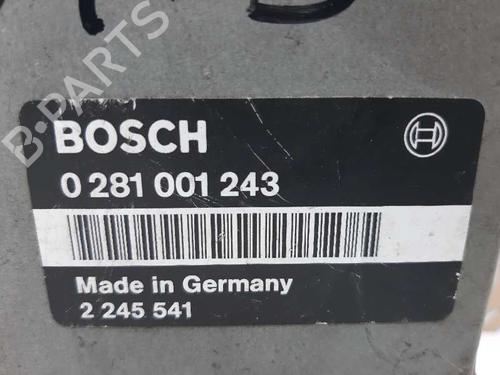 B-PARTS
BOSCH
0 281 001 243
Made in Germany
2 245 541